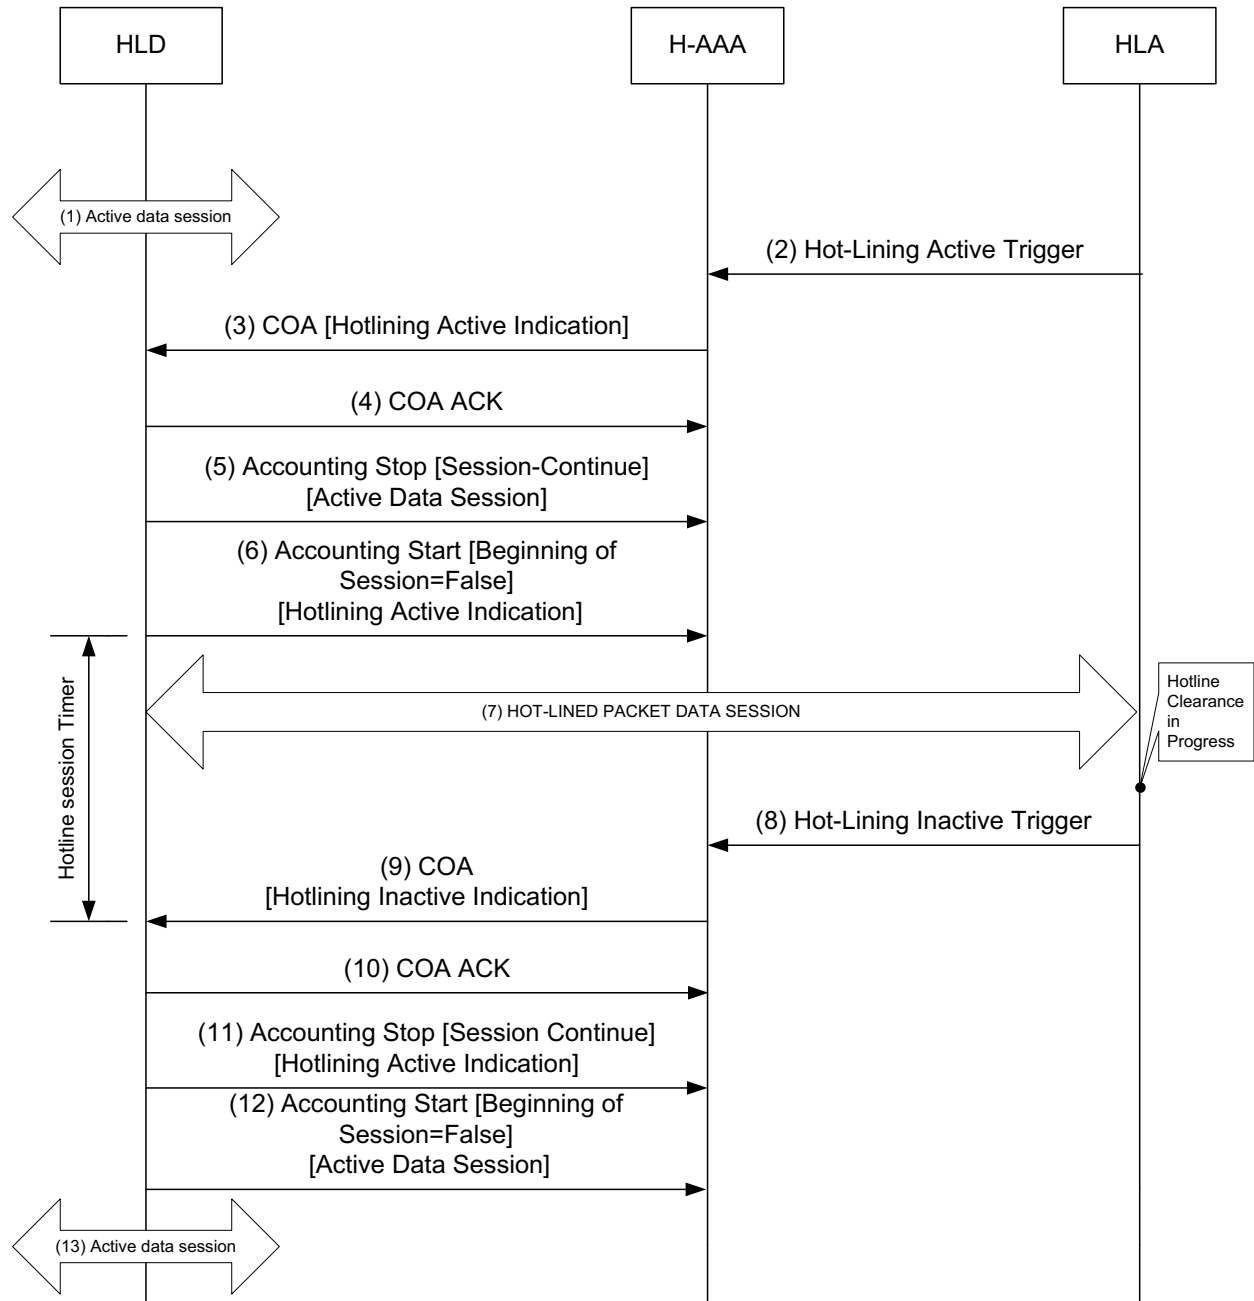 HLD
H-AAA
HLA
(1) Active data session
(2) Hot-Lining Active Trigger
(3) COA [Hotlining Active Indication]
(4) COA ACK
(5) Accounting Stop [Session-Continue]
[Active Data Session]
(6) Accounting Start [Beginning of
Session=False]
[Hotlining Active Indication]
Hotline session Timer
(7) HOT-LINED PACKET DATA SESSION
Hotline
Clearance
in
Progress
(8) Hot-Lining Inactive Trigger
(9) COA
[Hotlining Inactive Indication]
(10) COA ACK
(11) Accounting Stop [Session Continue]
[Hotlining Active Indication]
(12) Accounting Start [Beginning of
Session=False]
[Active Data Session]
(13) Active data session